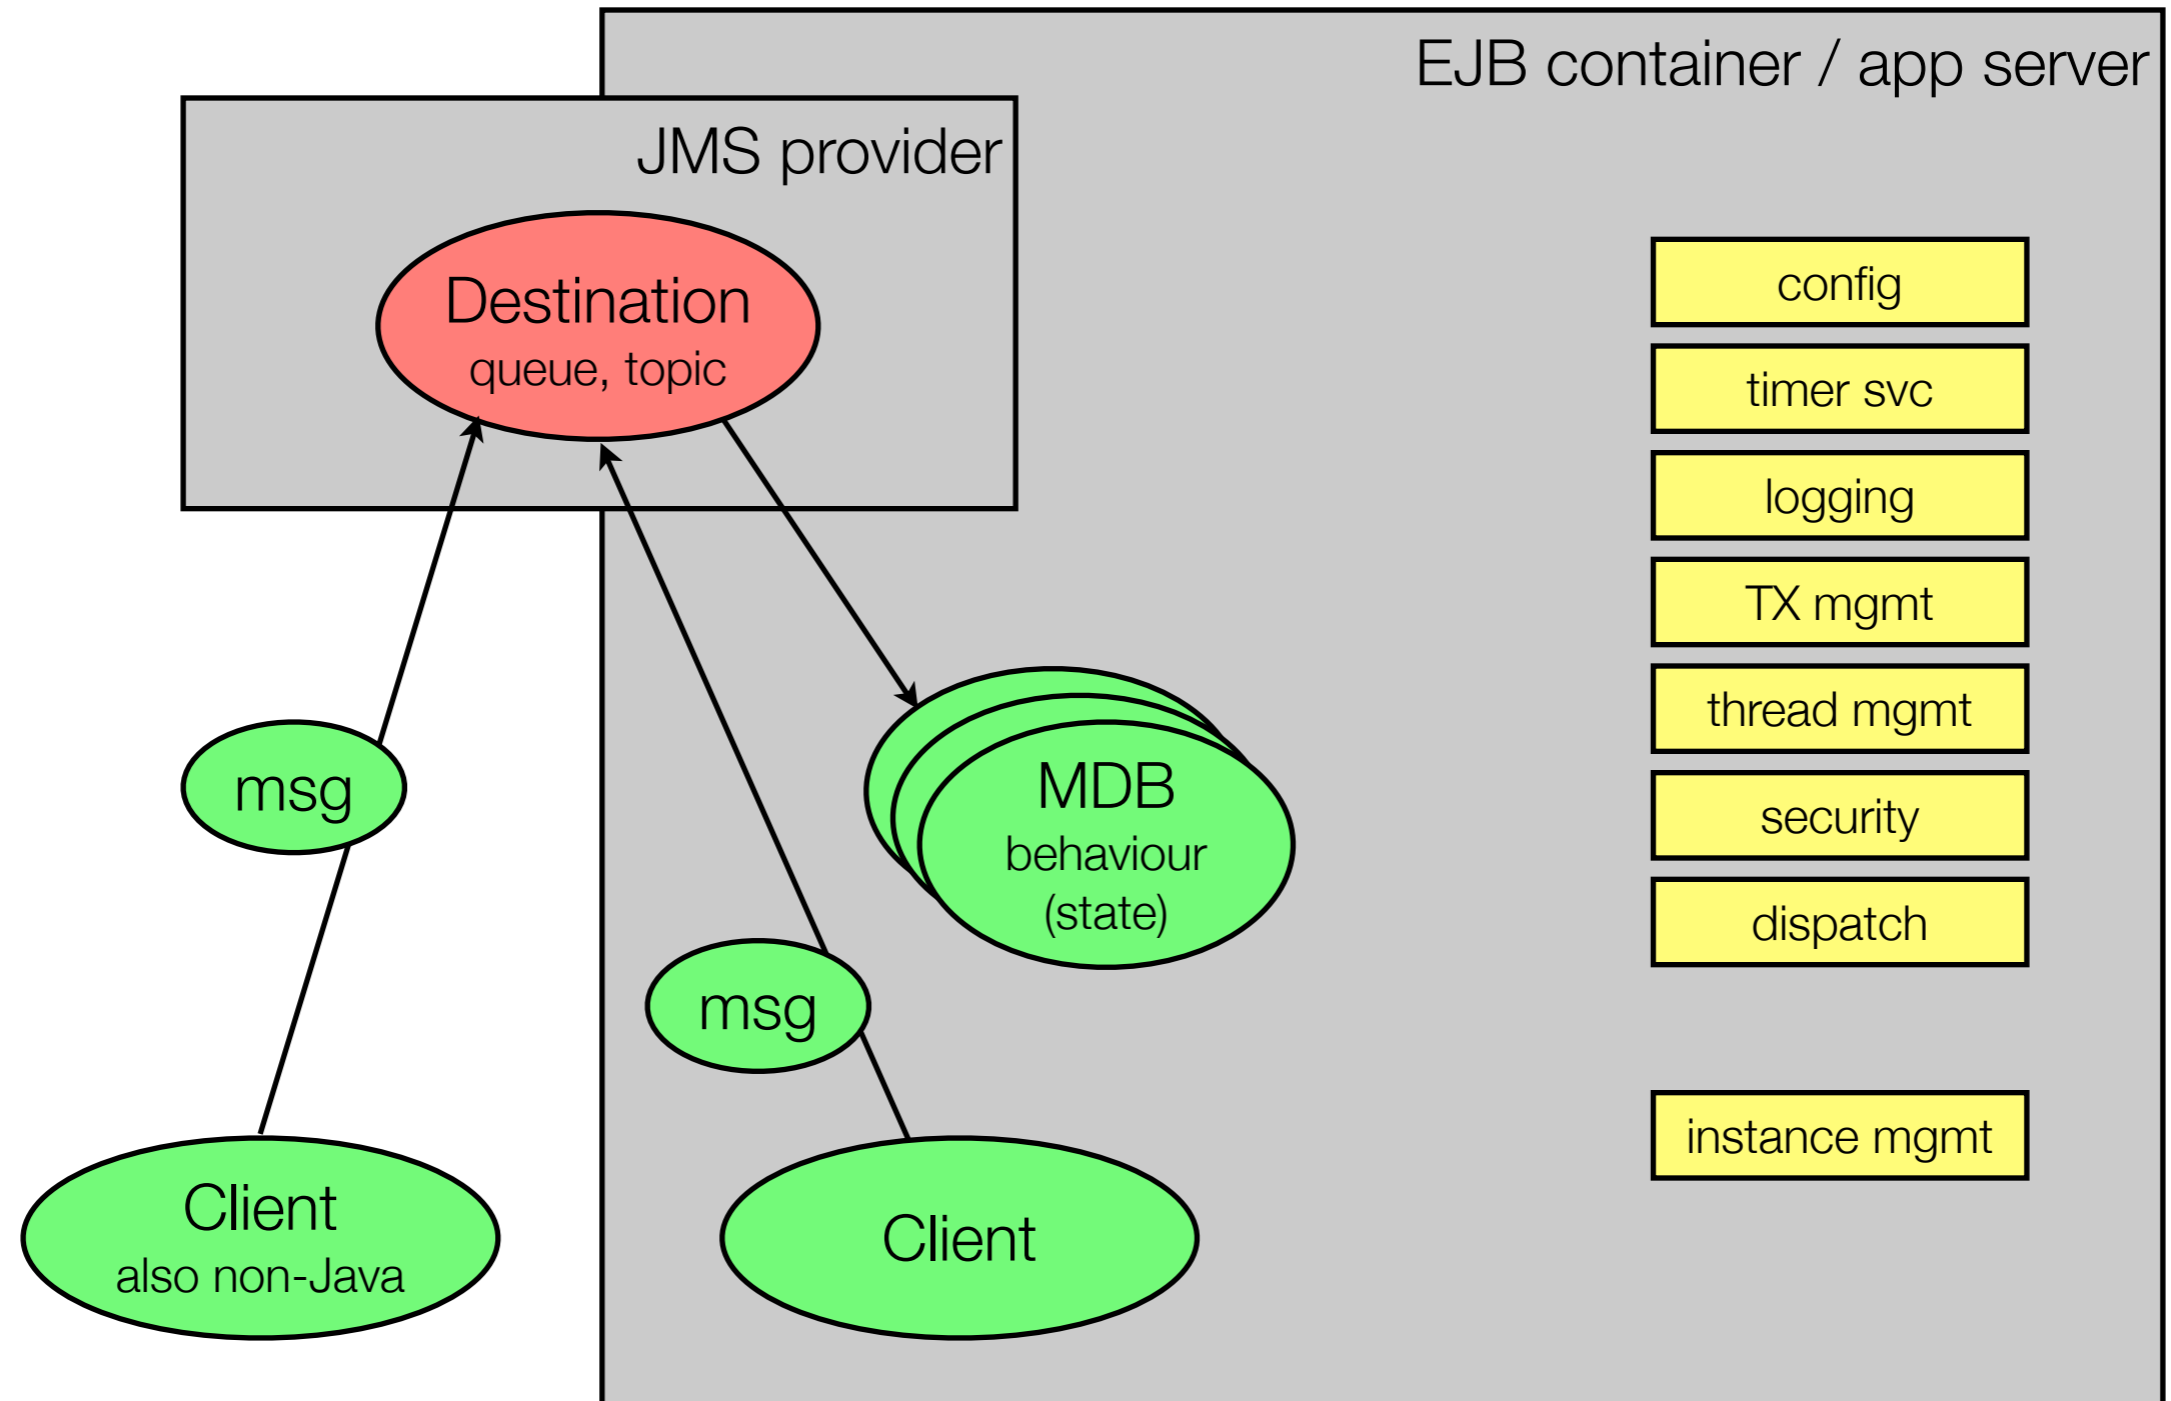 EJB container / app server
JMS provider
Destination
queue, topic
config
timer svc
logging
TX mgmt
thread mgmt
security
dispatch
instance mgmt
msg
MDB
behaviour
(state)
msg
Client
also non-Java
Client